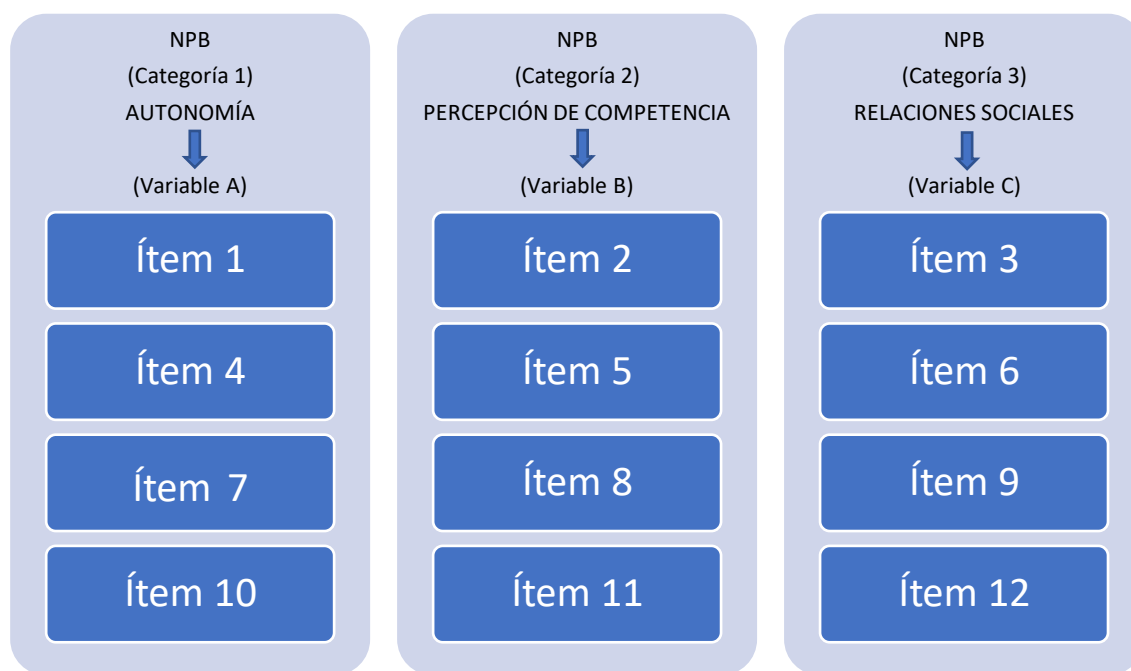 NPB
(Categoría 1)
AUTONOMÍA
(Variable A)
Ítem 1
Ítem 4
Ítem 7
Ítem 10
NPB
(Categoría 2)
PERCEPCIÓN DE COMPETENCIA
(Variable B)
Ítem 2
Ítem 5
Ítem 8
Ítem 11
NPB
(Categoría 3)
RELACIONES SOCIALES
(Variable C)
Ítem 3
Ítem 6
Ítem 9
Ítem 12